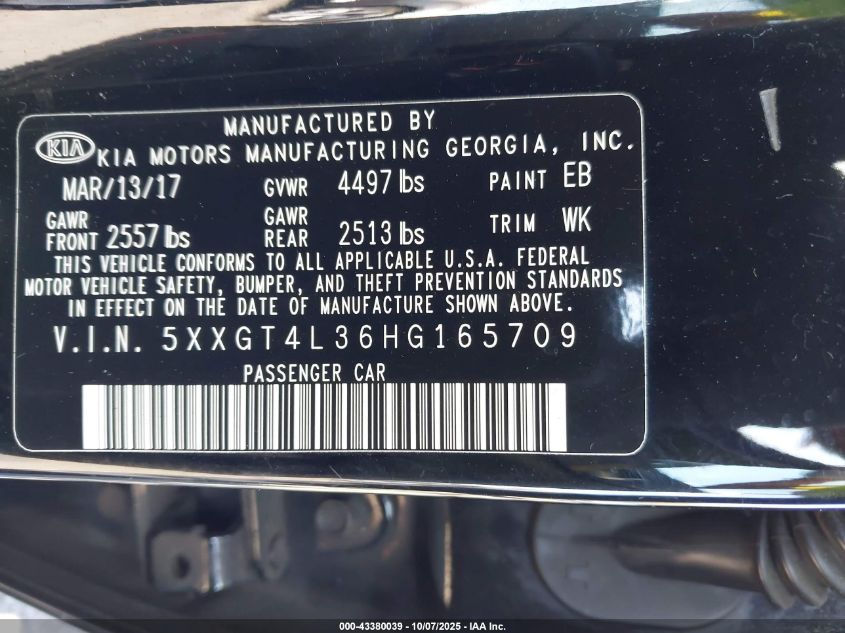 MANUFACTURED BY
KIA KIA MOTORS MANUFACTURING GEORGIA, INC.
MAR/13/17 GVWR 4497 lbs PAINT EB
GAWR FRONT 2557 lbs GAWR REAR 2513 lbs TRIM WK
THIS VEHICLE CONFORMS TO ALL APPLICABLE U.S.A. FEDERAL
MOTOR VEHICLE SAFETY, BUMPER, AND THEFT PREVENTION STANDARDS
IN EFFECT ON THE DATE OF MANUFACTURE SHOWN ABOVE.
V.I.N. 5XXGT4L36HG165709
PASSENGER CAR
000-43380039 - 10/07/2025 - IAA Inc.